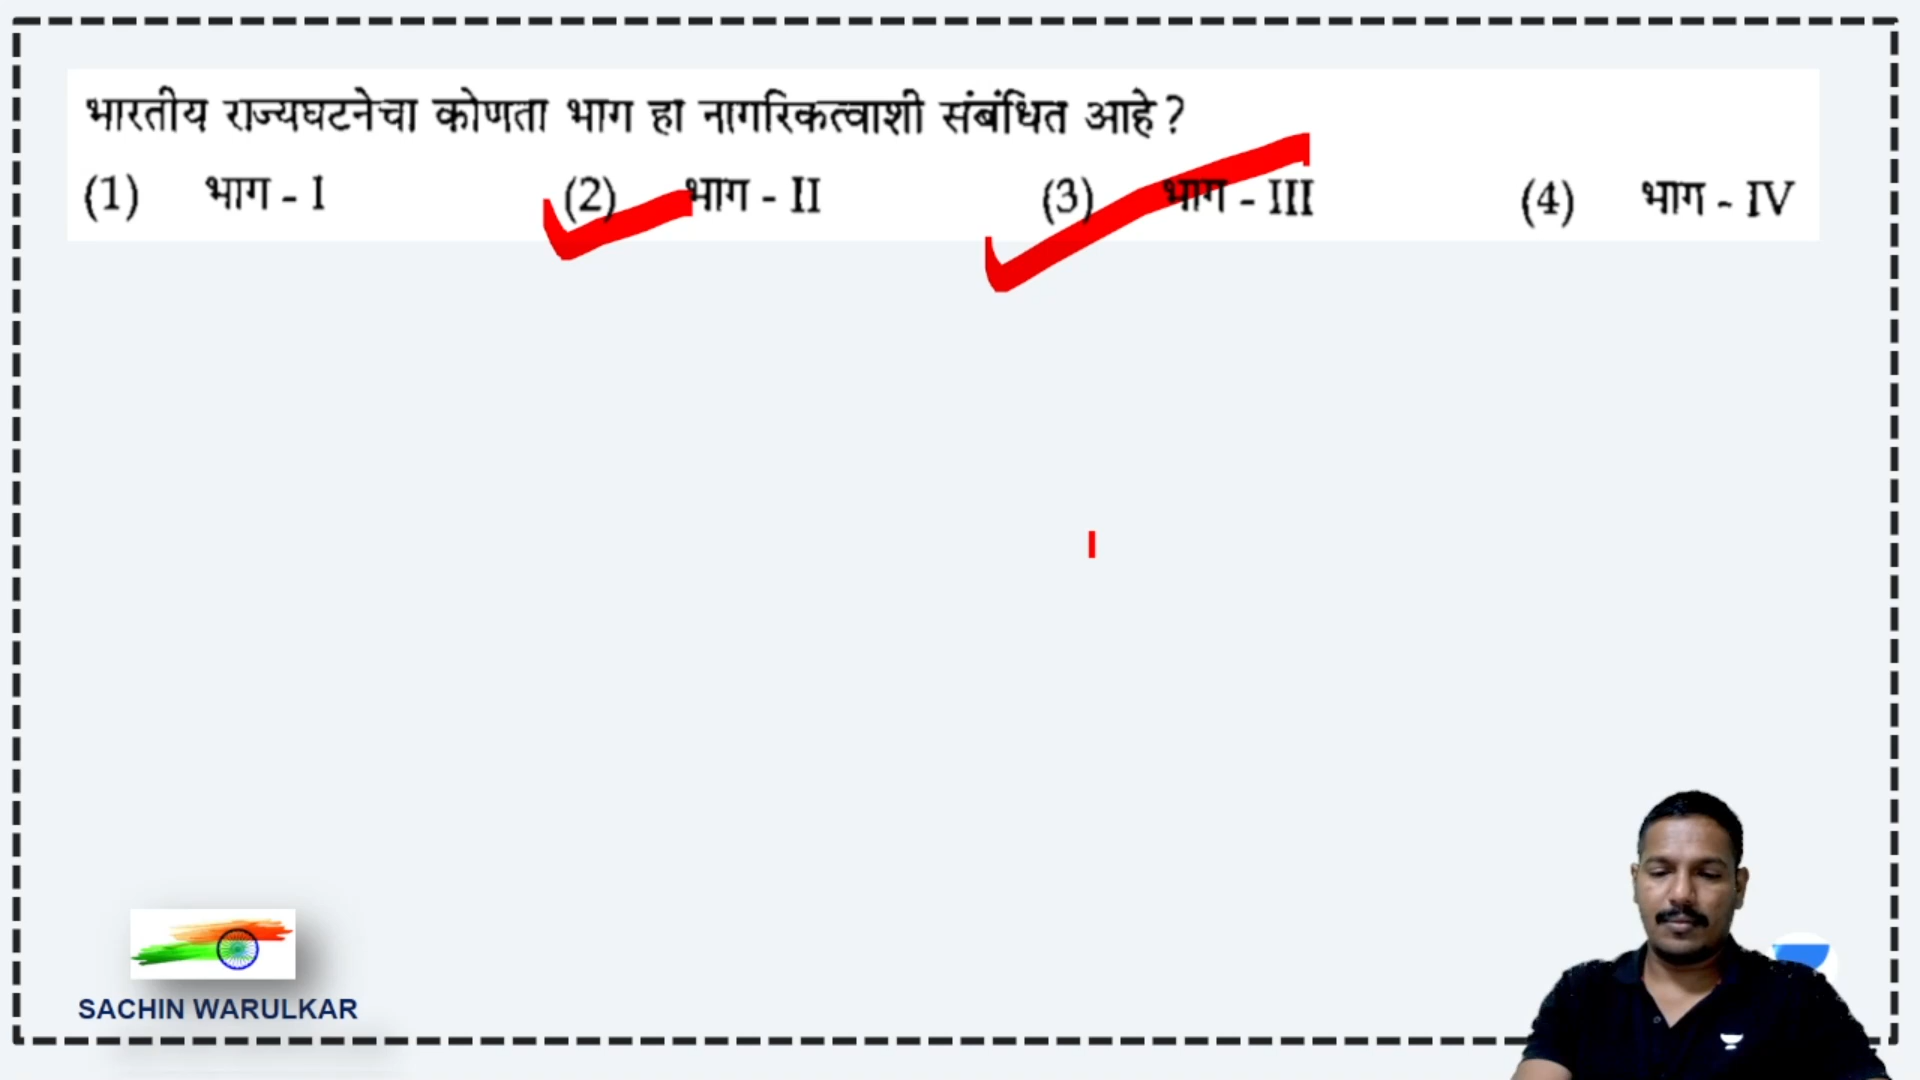 भारतीय राज्यघटनेचा कोणता भाग हा नागरिकत्वाशी संबंधित आहे ?
(1) भाग - I (2) भाग - II (3) भाग - III (4) भाग - IV
SACHIN WARULKAR